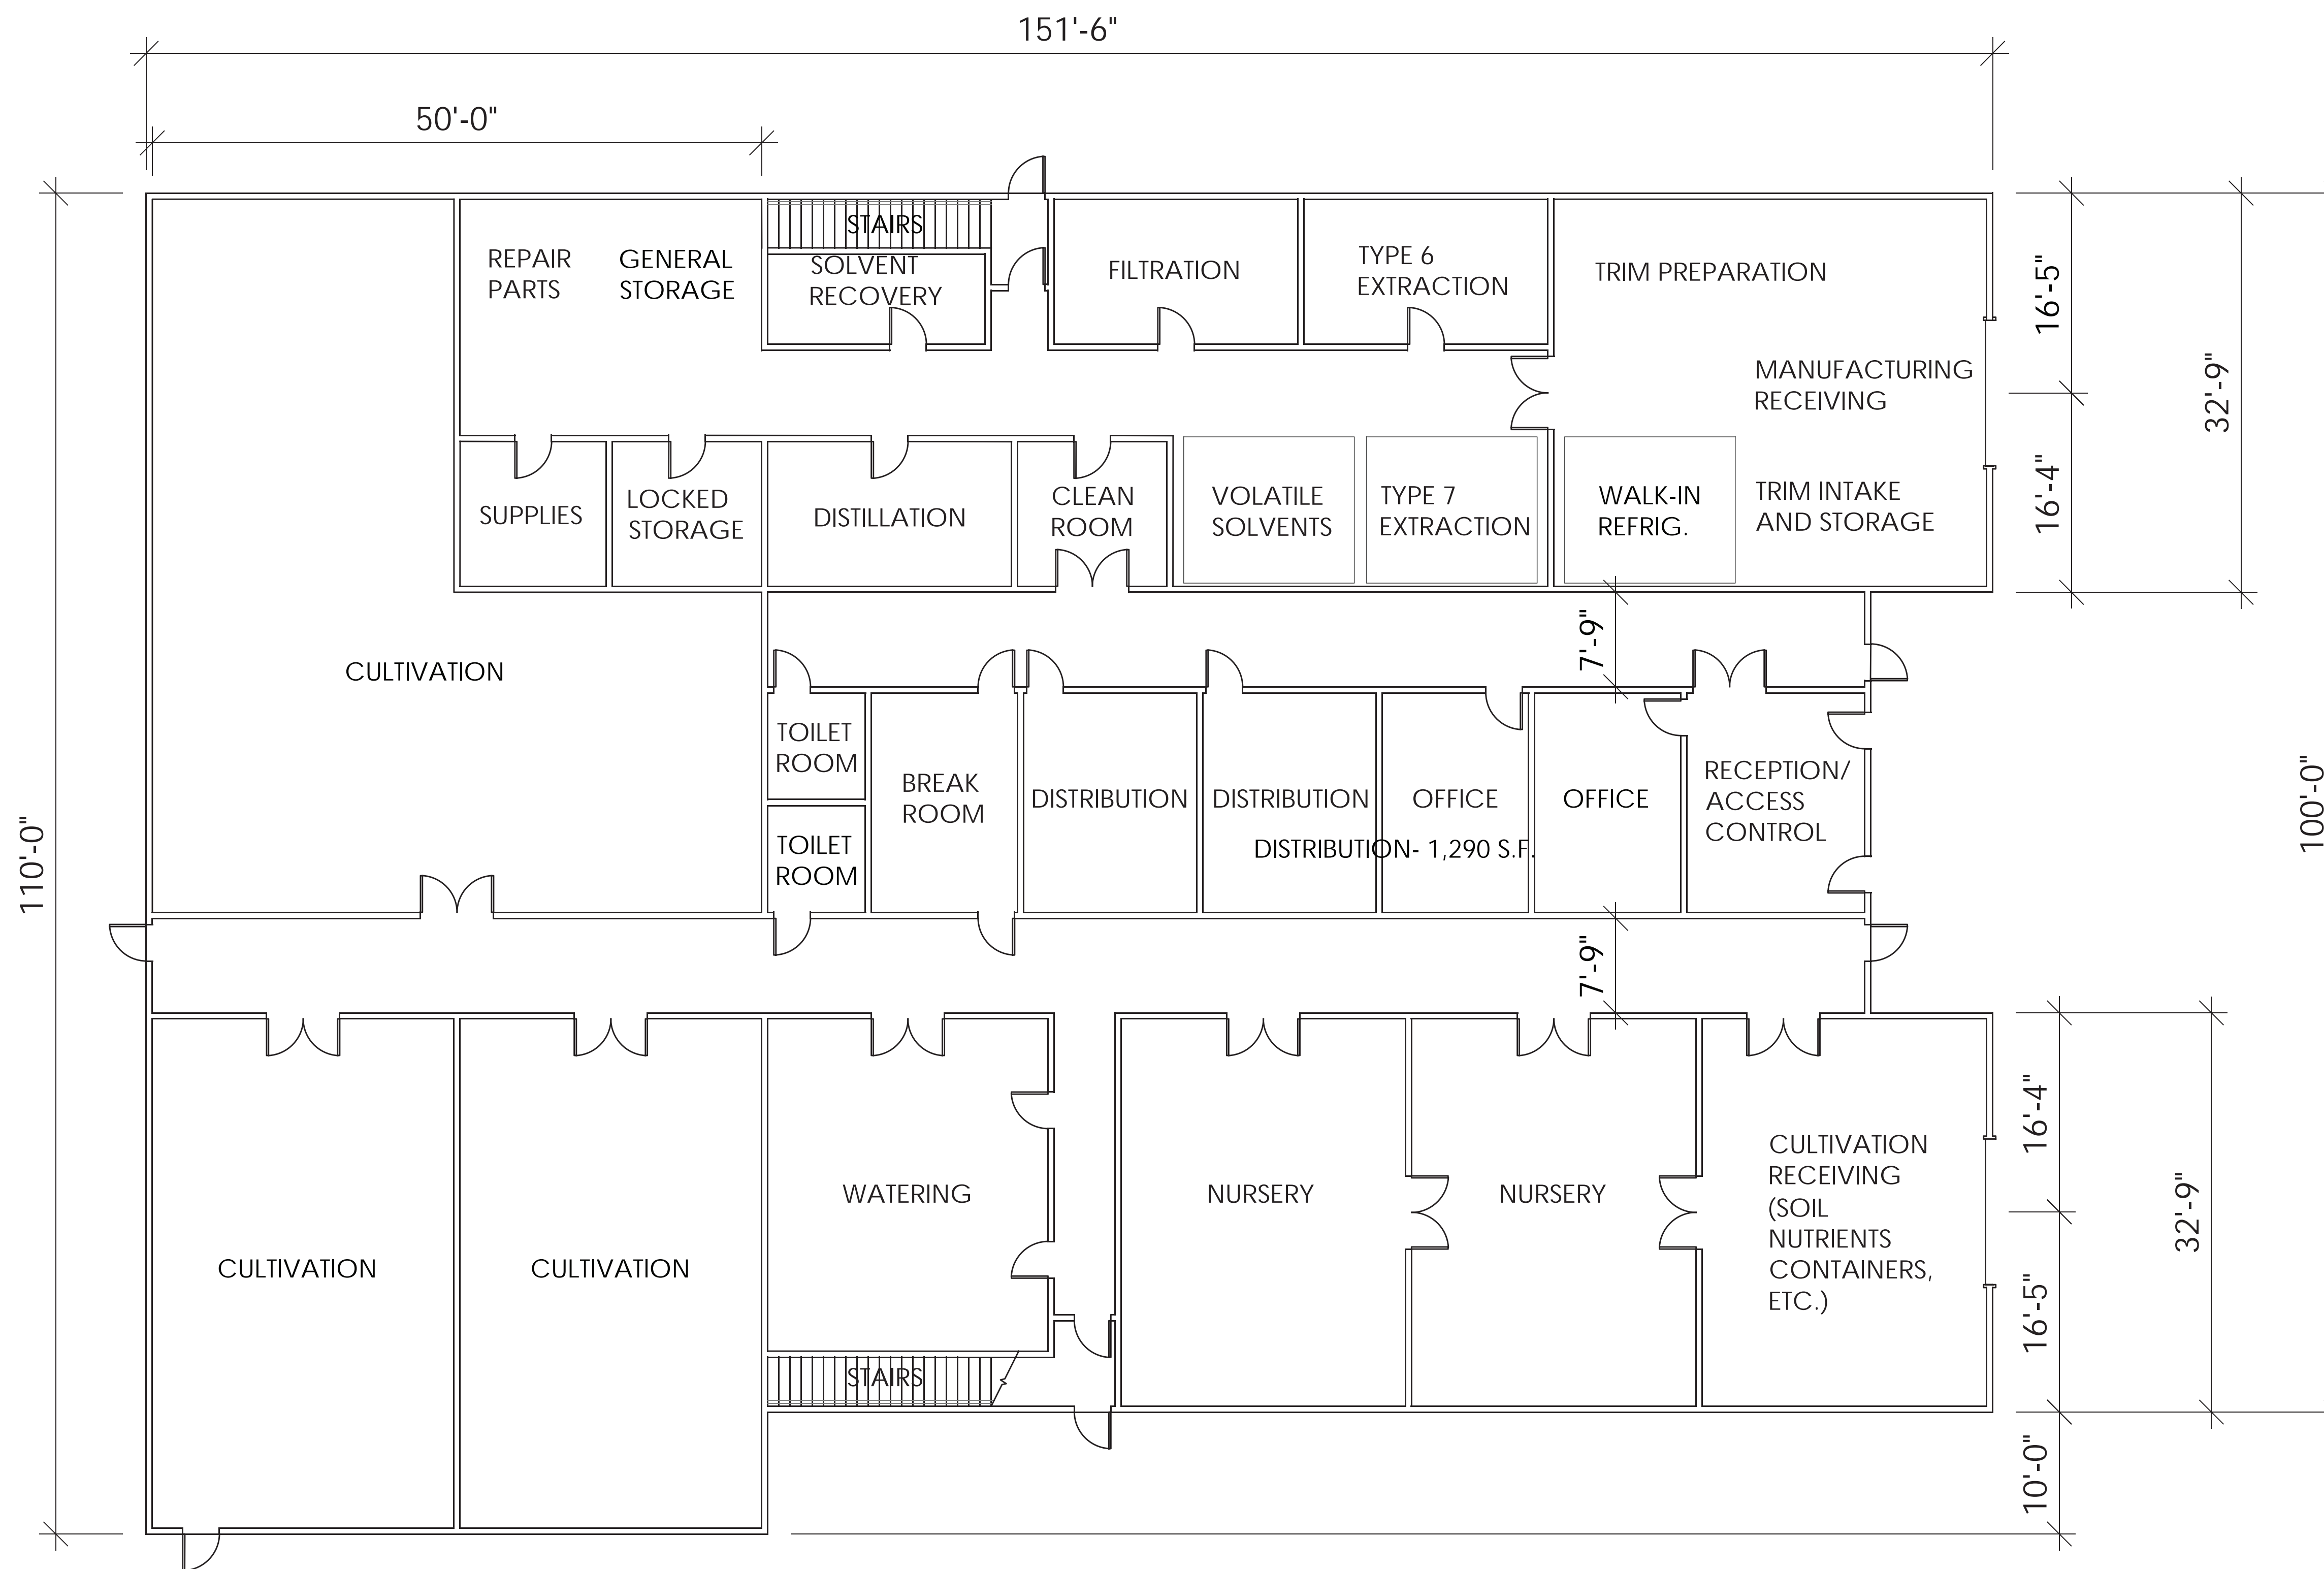 151'-6"
50'-0"
STAIRS
REPAIR
PARTS
GENERAL
STORAGE
SOLVENT
RECOVERY
FILTRATION
TYPE 6
EXTRACTION
TRIM PREPARATION
16'-5"
MANUFACTURING
RECEIVING
32'-9"
SUPPLIES
LOCKED
STORAGE
DISTILLATION
CLEAN
ROOM
VOLATILE
SOLVENTS
TYPE 7
EXTRACTION
WALK-IN
REFRIG.
TRIM INTAKE
AND STORAGE
16'-4"
CULTIVATION
7'-9"
TOILET
ROOM
BREAK
ROOM
DISTRIBUTION
DISTRIBUTION
OFFICE
OFFICE
RECEPTION/
ACCESS
CONTROL
DISTRIBUTION- 1,290 S.F.
TOILET
ROOM
110'-0"
100'-0"
7'-9"
16'-4"
WATERING
NURSERY
NURSERY
CULTIVATION
RECEIVING
(SOIL
NUTRIENTS
CONTAINERS,
ETC.)
32'-9"
CULTIVATION
CULTIVATION
16'-5"
STAIRS
10'-0"